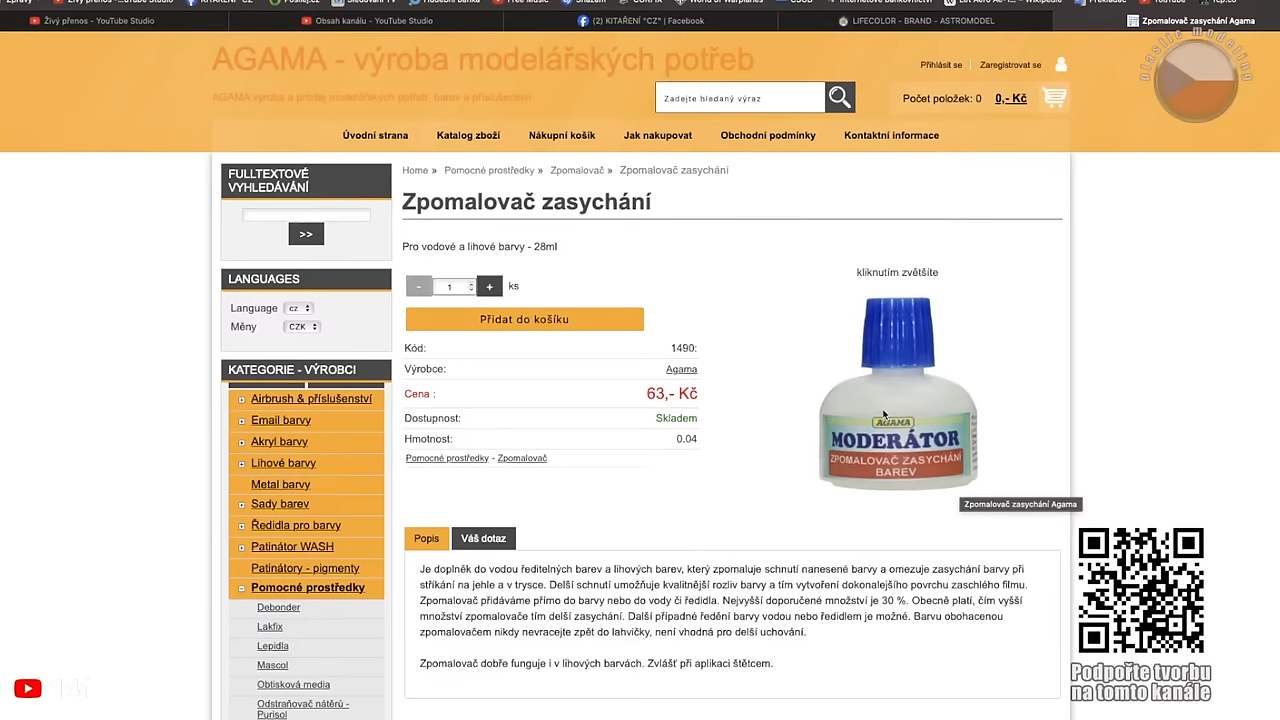 Živý přenos - YouTube Studio
Obsah kanálu - YouTube Studio
(2) KITAŘENÍ "CZ" | Facebook
LIFECOLOR - BRAND - ASTROMODEL
Zpomalovač zasychání Agama
plastic modeling
AGAMA - výroba modelářských potřeb
AGAMA výroba a prodej modelářských potřeb, barev a příslušenství
Přihlásit se
Zaregistrovat se
Zadejte hledaný výraz
Počet položek: 0 0,- Kč
Úvodní strana Katalog zboží Nákupní košík Jak nakupovat Obchodní podmínky Kontaktní informace
FULLTEXTOVÉ
VYHLEDÁVÁNÍ
>>
LANGUAGES
Language cz
Měny CZK
KATEGORIE - VÝROBCI
Airbrush & příslušenství
Email barvy
Akryl barvy
Lihové barvy
Metal barvy
Sady barev
Ředidla pro barvy
Patinátor WASH
Patinátory - pigmenty
Pomocné prostředky
Debonder
Lakfix
Lepidla
Mascol
Obtisková media
Odstraňovač nátěrů -
Purisol
Home » Pomocné prostředky » Zpomalovač » Zpomalovač zasychání
Zpomalovač zasychání
Pro vodové a lihové barvy - 28ml
- 1 + ks
Přidat do košíku
Kód: 1490:
Výrobce: Agama
Cena : 63,- Kč
Dostupnost: Skladem
Hmotnost: 0.04
Pomocné prostředky - Zpomalovač
kliknutím zvětšíte
AGAMA
MODERÁTOR
ZPOMALOVAČ ZASYCHÁNÍ
BAREV
Zpomalovač zasychání Agama
Popis
Váš dotaz
Je doplněk do vodou ředitelných barev a lihových barev, který zpomaluje schnutí nanesené barvy a omezuje zasychání barvy při
stříkání na jehle a v trysce. Delší schnutí umožňuje kvalitnější rozliv barvy a tím vytvoření dokonalejšího povrchu zaschlého filmu.
Zpomalovač přidáváme přímo do barvy nebo do vody či ředidla. Nejvyšší doporučené množství je 30 %. Obecně platí, čím vyšší
množství zpomalovače tím delší zasychání. Další případné ředění barvy vodou nebo ředidlem je možné. Barvu obohacenou
zpomalovačem nikdy nevracejte zpět do lahvičky, není vhodná pro delší uchování.
Zpomalovač dobře funguje i v lihových barvách. Zvlášť při aplikaci štětcem.
Podpořte tvorbu
na tomto kanále